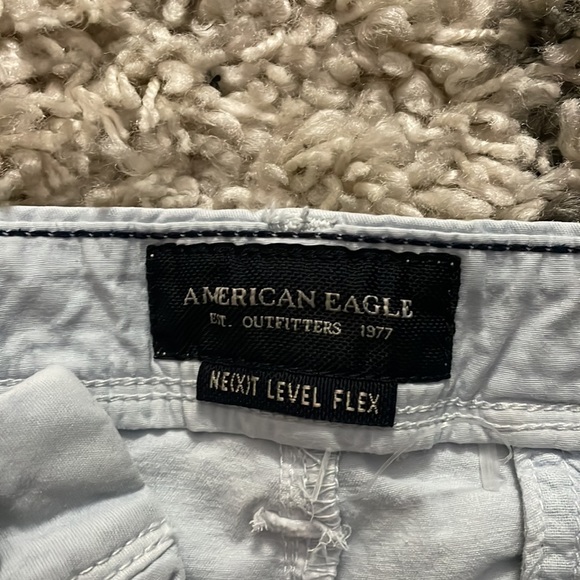 AMERICAN EAGLE
EST. OUTFITTERS 1977
NE(X)T LEVEL FLEX